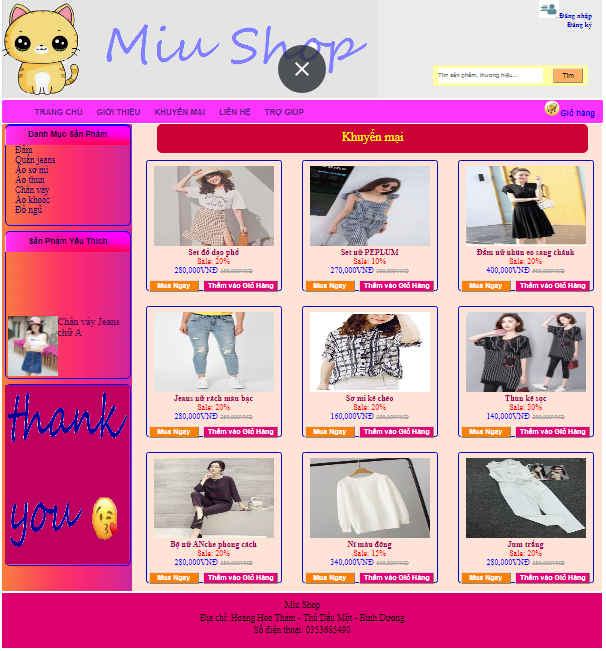 Miu Shop
Đăng nhập
Đăng ký
Tìm sản phẩm, thương hiệu...
Tìm
TRANG CHỦ GIỚI THIỆU KHUYẾN MẠI LIÊN HỆ TRỢ GIÚP
Giỏ hàng
Danh Mục Sản Phẩm
Đầm
Quần jeans
Áo sơ mi
Áo thun
Chân váy
Áo khoác
Đồ ngủ
Sản Phẩm Yêu Thích
Chân váy Jeans
chữ A
thank
you
Khuyến mại
Set đồ dạo phố
Sale: 20%
280,000VNĐ
Mua Ngay Thêm vào Giỏ Hàng
Set nữ PEPLUM
Sale: 10%
270,000VNĐ
Mua Ngay Thêm vào Giỏ Hàng
Đầm nữ nhún eo sang chảnh
Sale: 20%
400,000VNĐ
Mua Ngay Thêm vào Giỏ Hàng
Jeans nữ rách màu bạc
Sale: 20%
280,000VNĐ
Mua Ngay Thêm vào Giỏ Hàng
Sơ mi kẻ chéo
Sale: 20%
160,000VNĐ
Mua Ngay Thêm vào Giỏ Hàng
Thun kẻ sọc
Sale: 30%
140,000VNĐ
Mua Ngay Thêm vào Giỏ Hàng
Bộ nữ ANche phong cách
Sale: 20%
280,000VNĐ
Mua Ngay Thêm vào Giỏ Hàng
Nỉ màu đông
Sale: 15%
340,000VNĐ
Mua Ngay Thêm vào Giỏ Hàng
Jum trắng
Sale: 20%
280,000VNĐ
Mua Ngay Thêm vào Giỏ Hàng
Miu Shop
Địa chỉ: Hoàng Hoa Thám - Thủ Dầu Một - Bình Dương
Số điện thoại: 0353685490